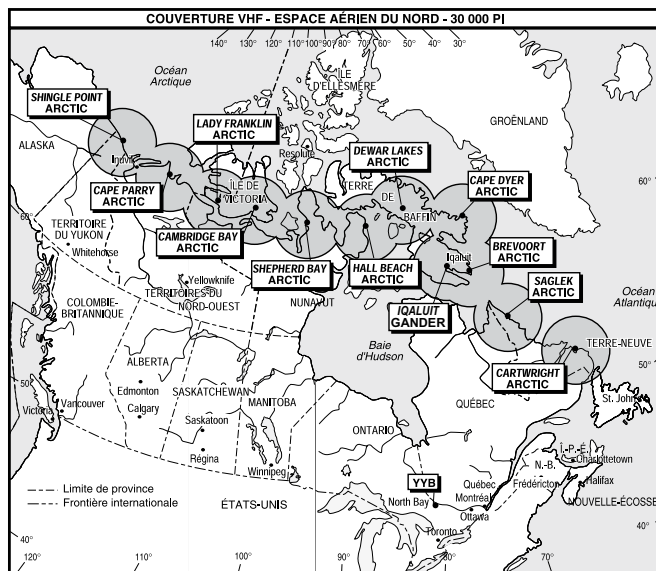 COUVERTURE VHF - ESPACE AÉRIEN DU NORD - 30 000 PI
140° 130° 120° 110° 100° 90° 80° 70° 60° 50° 40° 30°
Océan
Arctique
ÎLE
D'ELLESMERE
GROÊNLAND
SHINGLE POINT
ARCTIC
LADY FRANKLIN
ARCTIC
Resolute
DEWAR LAKES
ARCTIC
ALASKA
Inuvik
CAPE PARRY
ARCTIC
ÎLE DE
VICTORIA
TERRE
DE
BAFFIN
CAPE DYER
ARCTIC
60°
60°
TERRITOIRE
DU YUKON
Whitehorse
CAMBRIDGE BAY
ARCTIC
SHEPHERD BAY
ARCTIC
HALL BEACH
ARCTIC
Iqaluit
BREVOORT
ARCTIC
SAGLEK
ARCTIC
Yellowknife
TERRITOIRES DU
NORD-OUEST
NUNAVUT
IQALUIT
GANDER
Océan
Atlantique
COLOMBIE-
BRITANNIQUE
Baie
d'Hudson
TERRE-NEUVE
CARTWRIGHT
ARCTIC
50°
50°
ALBERTA
Edmonton
Calgary
SASKATCHEWAN
Saskatoon
Régina
MANITOBA
Winnipeg
QUÉBEC
St. John's
Vancouver
Victoria
ONTARIO
YYB
North Bay
Québec
Montréal
Ottawa
Toronto
N.-B.
Frédéricton
Î.-P.-É.
Charlottetown
Halifax
NOUVELLE-ÉCOSSE
Limite de province
Frontière internationale
ÉTATS-UNIS
40°
40°
120°
110°
100°
90°
80°
70°